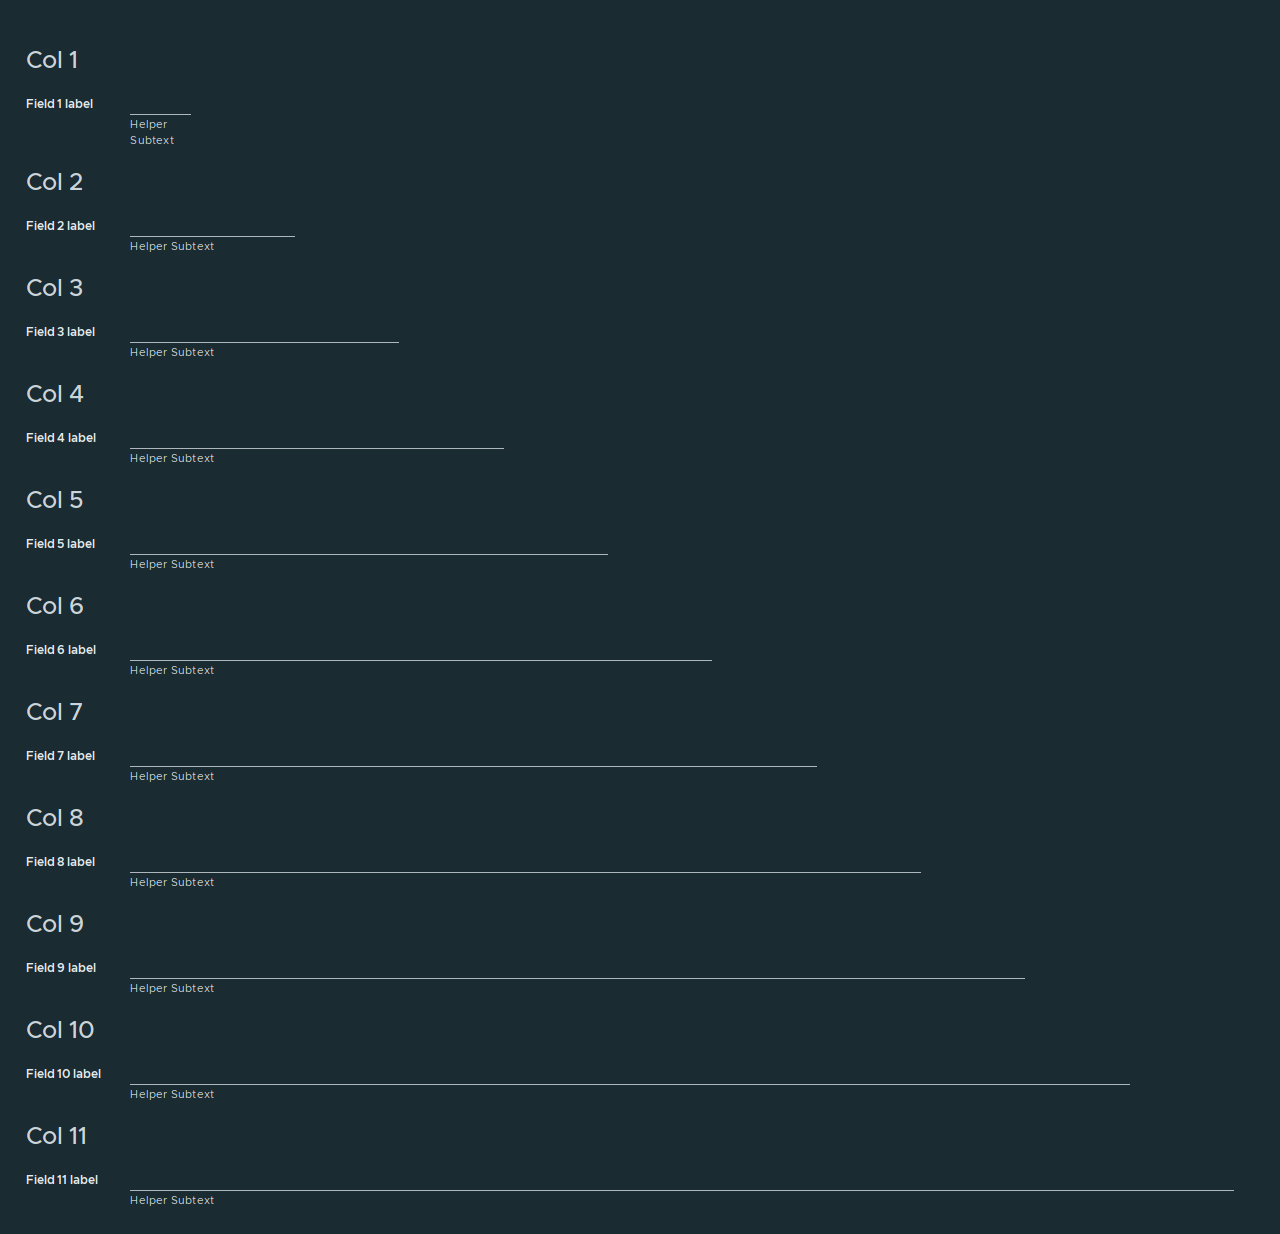 Col 1
Field 1 label
Helper
Subtext
Col 2
Field 2 label
Helper Subtext
Col 3
Field 3 label
Helper Subtext
Col 4
Field 4 label
Helper Subtext
Col 5
Field 5 label
Helper Subtext
Col 6
Field 6 label
Helper Subtext
Col 7
Field 7 label
Helper Subtext
Col 8
Field 8 label
Helper Subtext
Col 9
Field 9 label
Helper Subtext
Col 10
Field 10 label
Helper Subtext
Col 11
Field 11 label
Helper Subtext